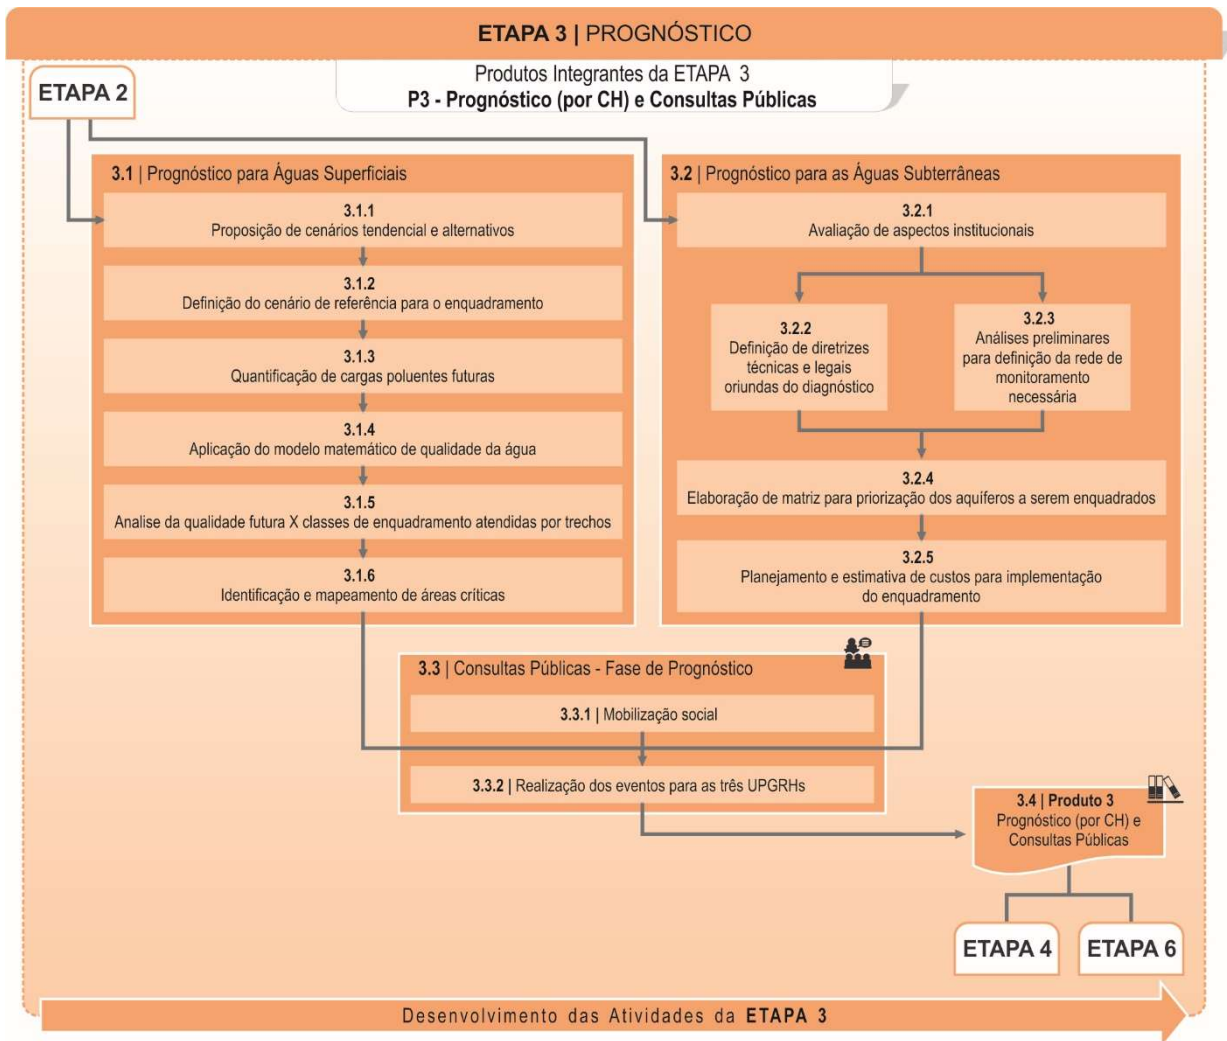 ETAPA 3 | PROGNÓSTICO
Produtos Integrantes da ETAPA 3
P3 - Prognóstico (por CH) e Consultas Públicas
ETAPA 2
3.1 | Prognóstico para Águas Superficiais
3.1.1
Proposição de cenários tendencial e alternativos
3.1.2
Definição do cenário de referência para o enquadramento
3.1.3
Quantificação de cargas poluentes futuras
3.1.4
Aplicação do modelo matemático de qualidade da água
3.1.5
Analise da qualidade futura X classes de enquadramento atendidas por trechos
3.1.6
Identificação e mapeamento de áreas críticas
3.2 | Prognóstico para as Águas Subterrâneas
3.2.1
Avaliação de aspectos institucionais
3.2.2
Definição de diretrizes
técnicas e legais
oriundas do diagnóstico
3.2.3
Análises preliminares
para definição da rede de
monitoramento
necessária
3.2.4
Elaboração de matriz para priorização dos aquíferos a serem enquadrados
3.2.5
Planejamento e estimativa de custos para implementação
do enquadramento
3.3 | Consultas Públicas - Fase de Prognóstico
3.3.1 | Mobilização social
3.3.2 | Realização dos eventos para as três UPGRHs
3.4 | Produto 3
Prognóstico (por CH) e
Consultas Públicas
ETAPA 4
ETAPA 6
Desenvolvimento das Atividades da ETAPA 3